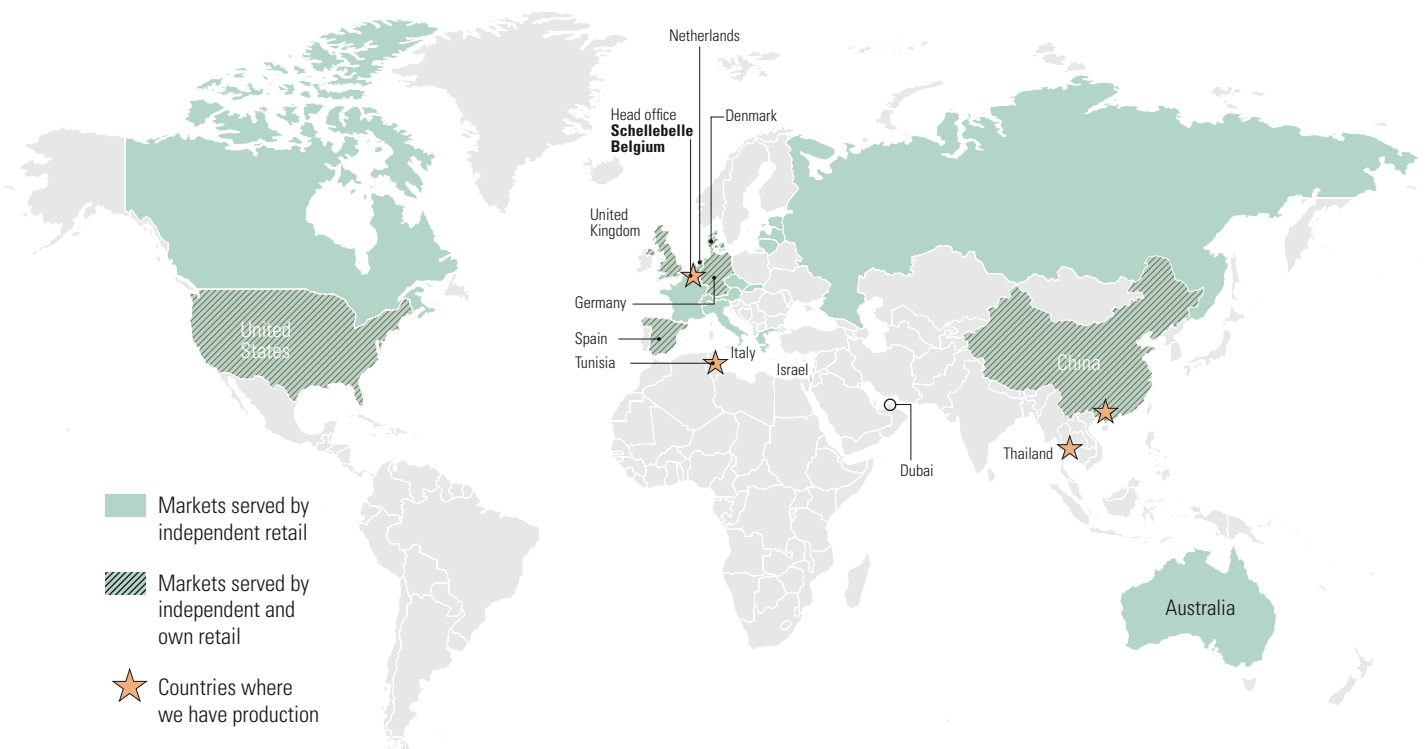 Netherlands
Head office
Schellebelle
Belgium
Denmark
United
Kingdom
Germany
Spain
Tunisia
Italy
Israel
Dubai
United
States
China
Thailand
Australia
Markets served by
independent retail
Markets served by
independent and
own retail
Countries where
we have production